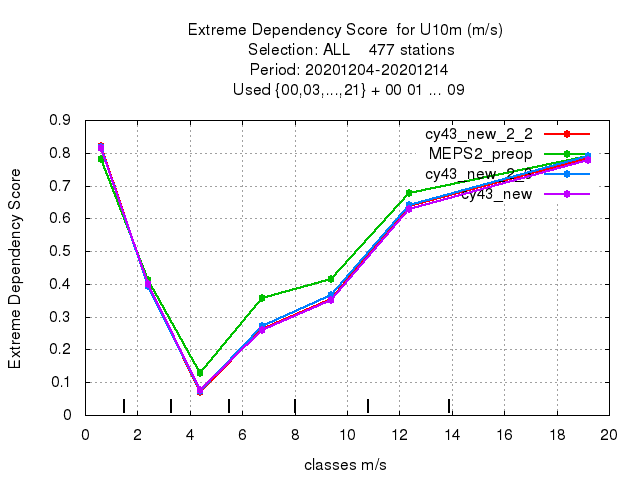 Extreme Dependency Score for U10m (m/s)
Selection: ALL 477 stations
Period: 20201204-20201214
Used {00,03,...,21} + 00 01 ... 09
cy43_new_2_2
MEPS2_preop
cy43_new_2_3
cy43_new
Extreme Dependency Score
0.9
0.8
0.7
0.6
0.5
0.4
0.3
0.2
0.1
0
0 2 4 6 8 10 12 14 16 18 20
classes m/s